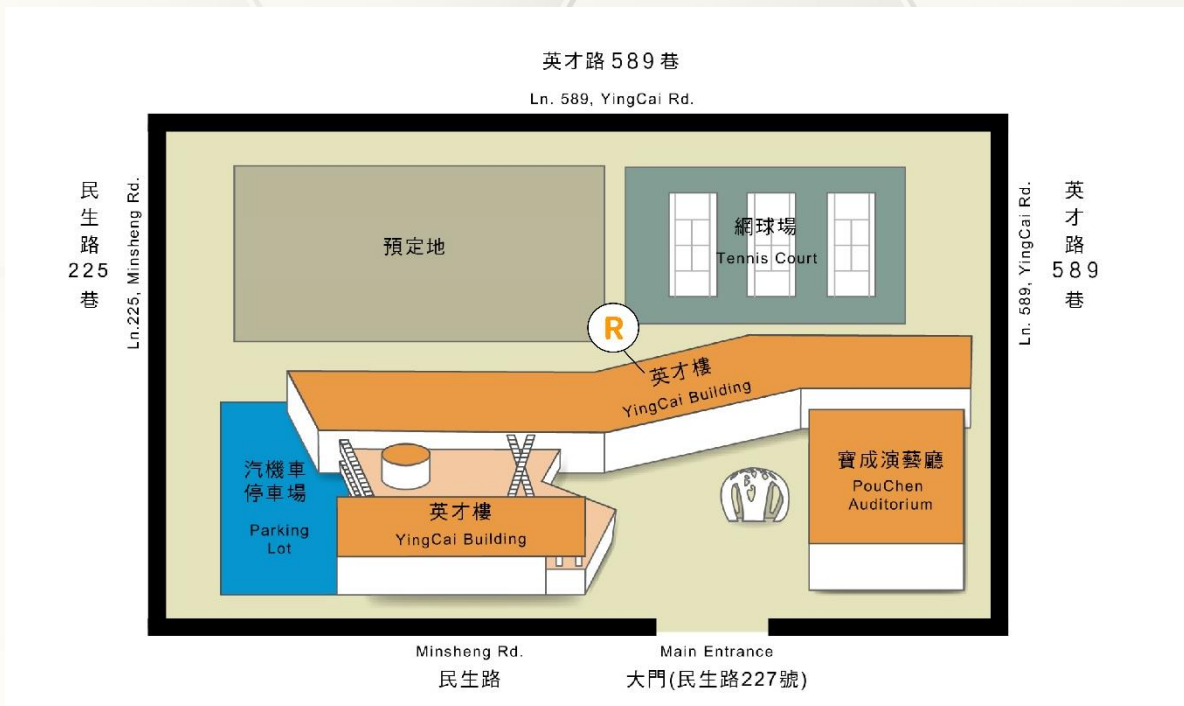 英才路 589 巷
Ln. 589, YingCai Rd.
民生路225巷
Ln.225, Minsheng Rd.
預定地
網球場
Tennis Court
英才路589巷
Ln. 589, YingCai Rd.
R
英才樓
YingCai Building
汽機車
停車場
Parking
Lot
英才樓
YingCai Building
寶成演藝廳
PouChen
Auditorium
Minsheng Rd.
民生路
Main Entrance
大門(民生路227號)